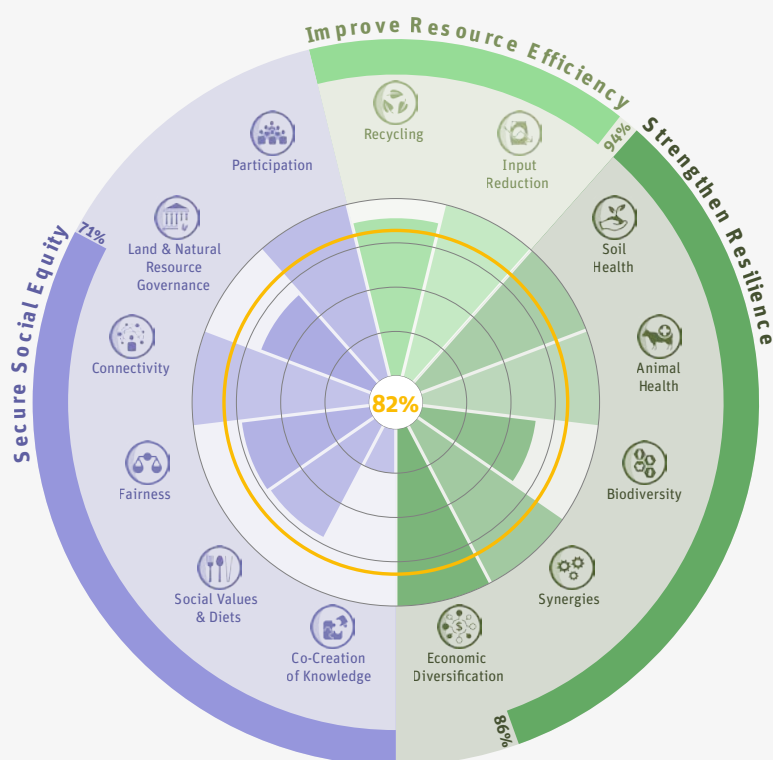 Improve Resource Efficiency
94%
Strengthen Resilience
86%
Secure Social Equity
71%
Recycling
Input
Reduction
Soil
Health
Animal
Health
Biodiversity
Synergies
Economic
Diversification
Co-Creation
of Knowledge
Social Values
& Diets
Fairness
Connectivity
Land & Natural
Resource
Governance
Participation
82%
$